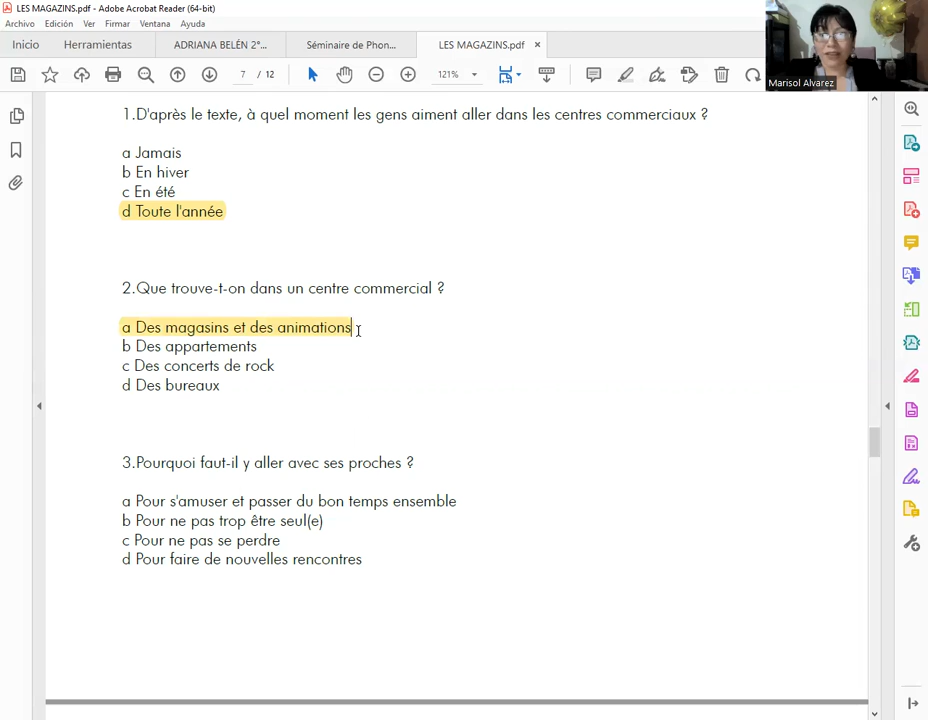 LES MAGAZINS.pdf - Adobe Acrobat Reader (64-bit)
Archivo Edición Ver Firmar Ventana Ayuda
Inicio Herramientas ADRIANA BELÉN 2°... Séminaire de Phon... LES MAGAZINS.pdf ×
7 / 12 121%
Marisol Alvarez
1.D'après le texte, à quel moment les gens aiment aller dans les centres commerciaux ?
a Jamais
b En hiver
c En été
d Toute l'année
2.Que trouve-t-on dans un centre commercial ?
a Des magasins et des animations
b Des appartements
c Des concerts de rock
d Des bureaux
3.Pourquoi faut-il y aller avec ses proches ?
a Pour s'amuser et passer du bon temps ensemble
b Pour ne pas trop être seul(e)
c Pour ne pas se perdre
d Pour faire de nouvelles rencontres